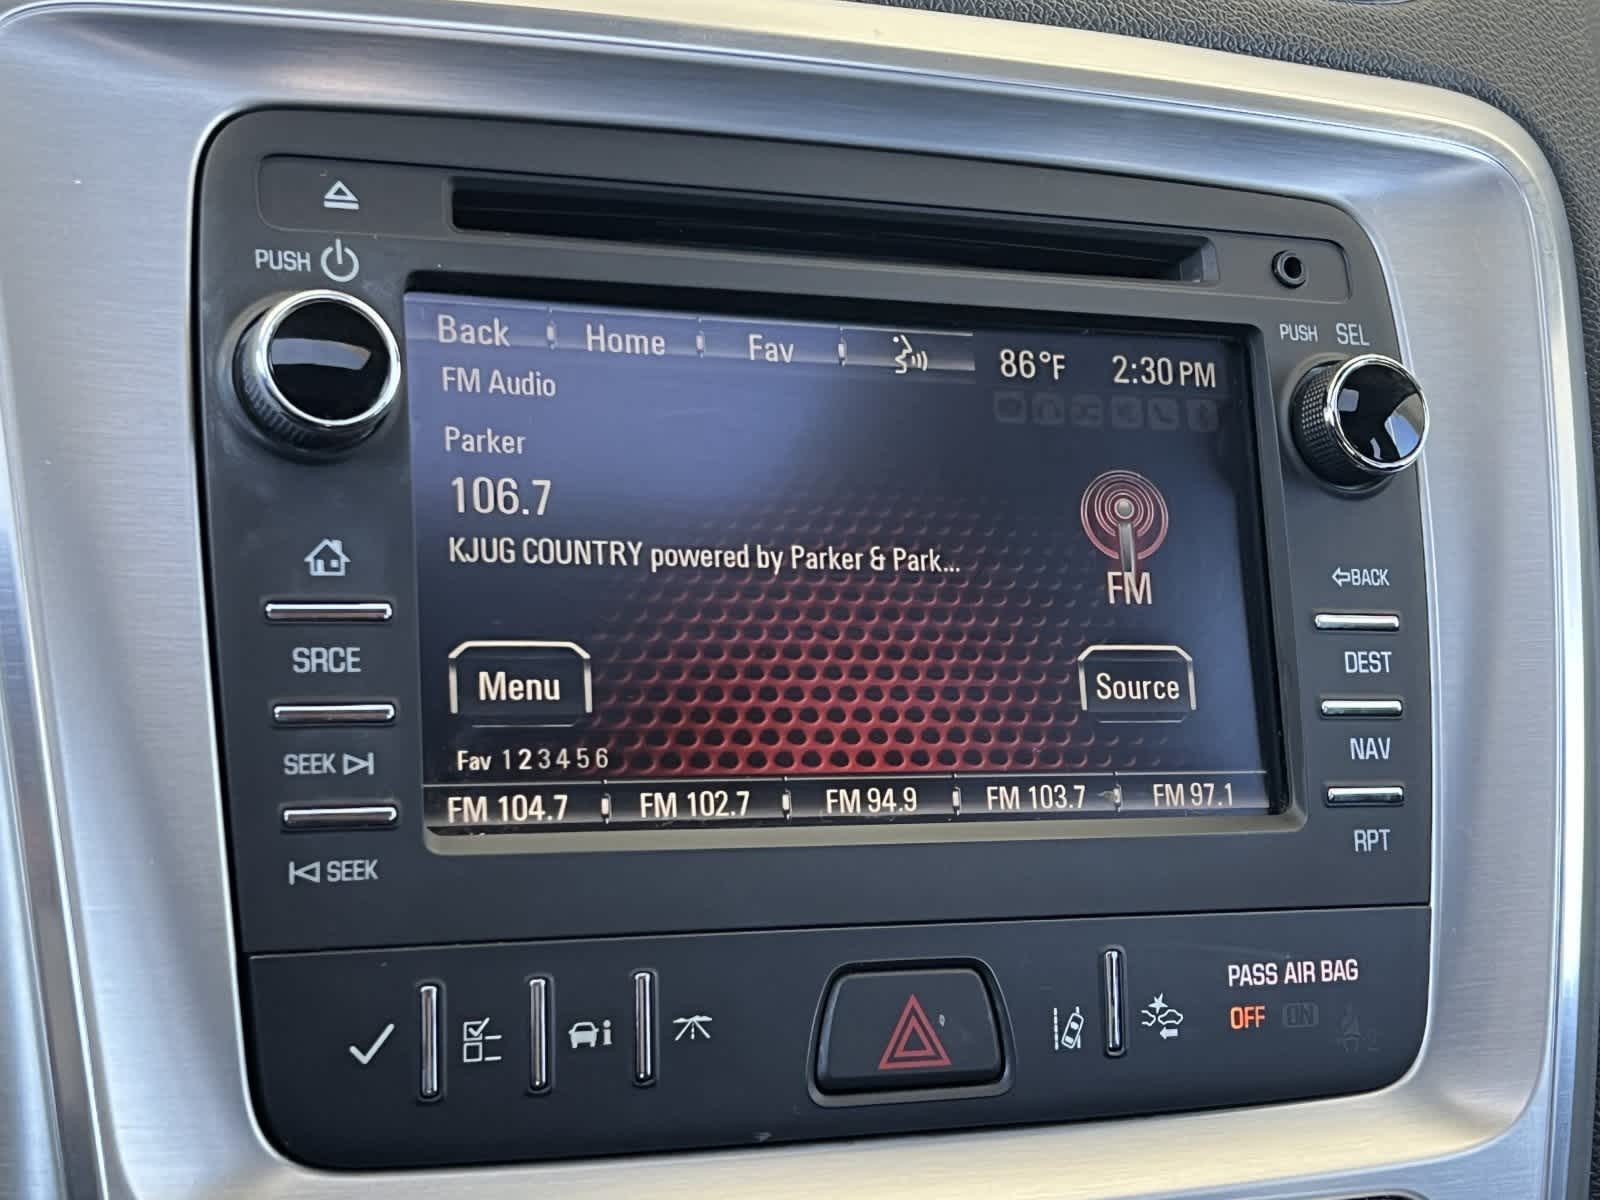 PUSH
Back Home Fav 86°F 2:30 PM
FM Audio
Parker
106.7
KJUG COUNTRY powered by Parker & Park...
FM
Menu
Source
Fav 1 2 3 4 5 6
FM 104.7 FM 102.7 FM 94.9 FM 103.7 FM 97.1
SRCE
SEEK
SEEK
PUSH SEL
BACK
DEST
NAV
RPT
PASS AIR BAG
OFF ON